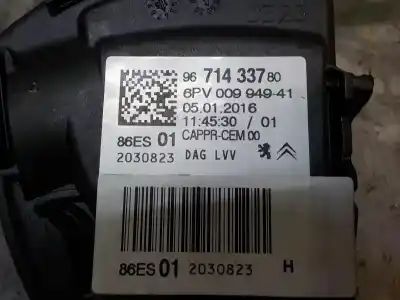 96 714 337 80
6PV 009 949-41
05.01.2016
11:45:30 / 01
86ES 01 CAPPR-CEM 00
2030823 DAG LVV
86ES 01 2030823 H